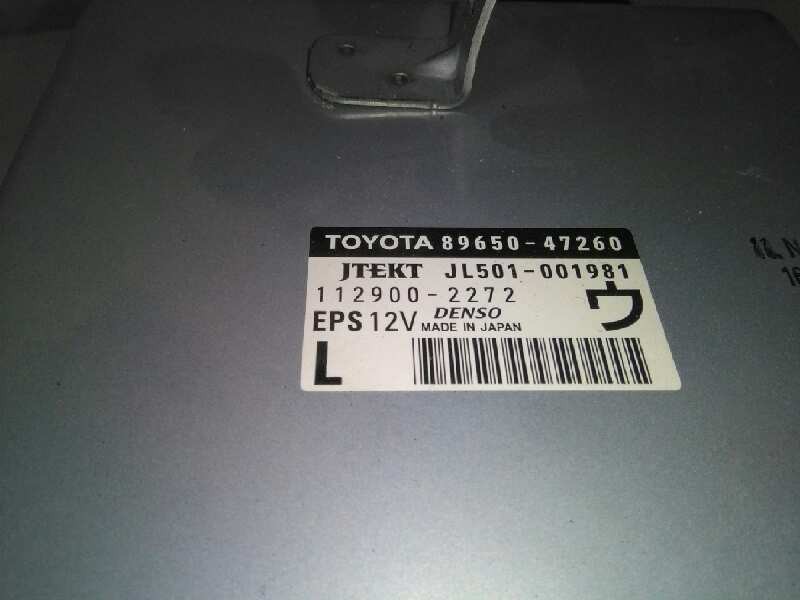 TOYOTA 89650-47260
JTEKT JL501-001981
112900-2272
ウ
EPS 12V DENSO
MADE IN JAPAN
L